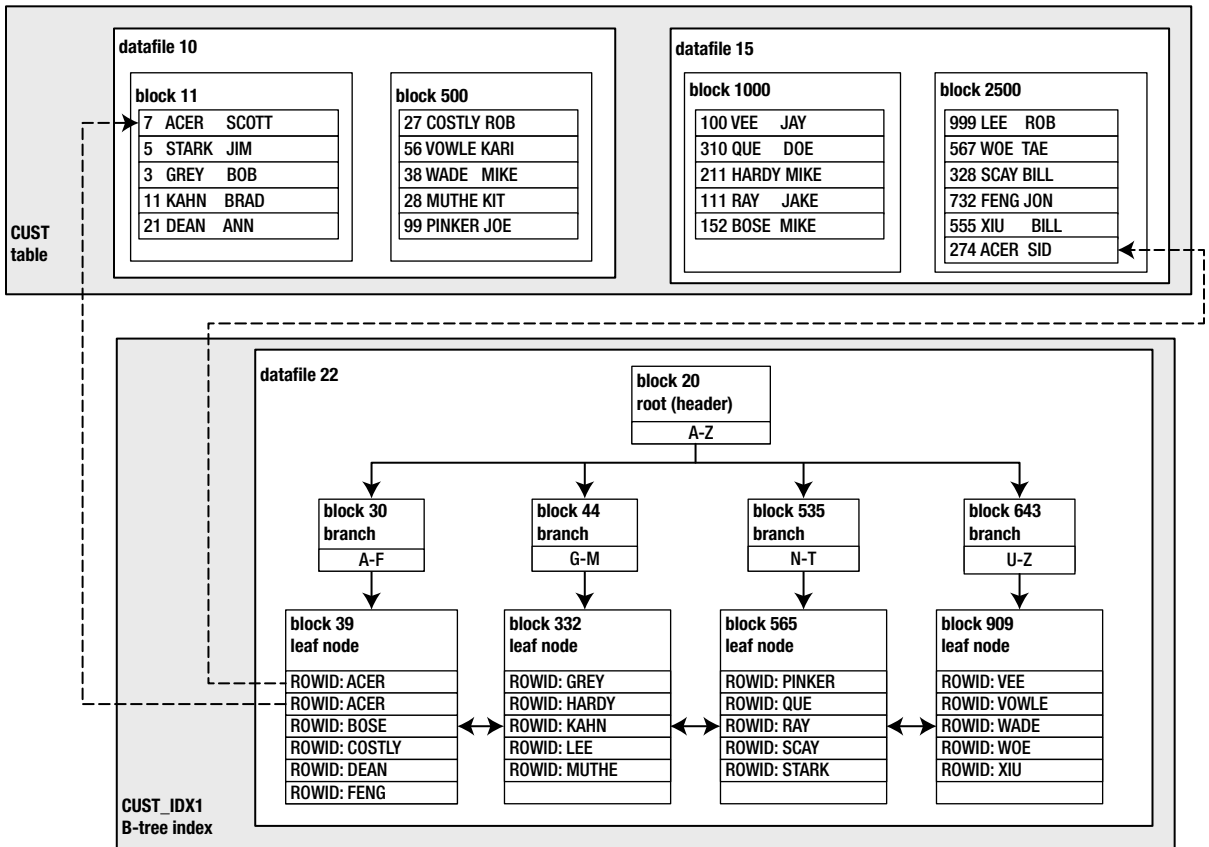 datafile 10
block 11
7 ACER SCOTT
5 STARK JIM
3 GREY BOB
11 KAHN BRAD
21 DEAN ANN
block 500
27 COSTLY ROB
56 VOWLE KARI
38 WADE MIKE
28 MUTHE KIT
99 PINKER JOE
datafile 15
block 1000
100 VEE JAY
310 QUE DOE
211 HARDY MIKE
111 RAY JAKE
152 BOSE MIKE
block 2500
999 LEE ROB
567 WOE TAE
328 SCAY BILL
732 FENG JON
555 XIU BILL
274 ACER SID
CUST
table
datafile 22
block 20
root (header)
A-Z
block 30
branch
A-F
block 44
branch
G-M
block 535
branch
N-T
block 643
branch
U-Z
block 39
leaf node
ROWID: ACER
ROWID: ACER
ROWID: BOSE
ROWID: COSTLY
ROWID: DEAN
ROWID: FENG
block 332
leaf node
ROWID: GREY
ROWID: HARDY
ROWID: KAHN
ROWID: LEE
ROWID: MUTHE
block 565
leaf node
ROWID: PINKER
ROWID: QUE
ROWID: RAY
ROWID: SCAY
ROWID: STARK
block 909
leaf node
ROWID: VEE
ROWID: VOWLE
ROWID: WADE
ROWID: WOE
ROWID: XIU
CUST_IDX1
B-tree index